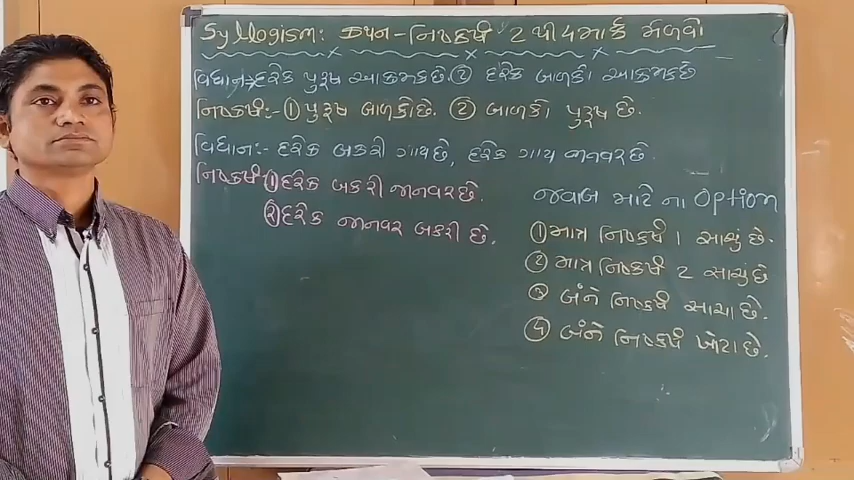 Syllogism: કથન-નિષ્કર્ષ 2 થી 4 માર્ક મેળવો
વિધાન:- દરેક પુરુષ આક્રમક છે. ② દરેક બાળકો આક્રમક છે
નિષ્કર્ષ:- ① પુરુષ બાળકો છે. ② બાળકો પુરુષ છે.
વિધાન:- દરેક બકરી ગાય છે, દરેક ગાય જાનવર છે.
નિષ્કર્ષ:- ① દરેક બકરી જાનવર છે.
② દરેક જાનવર બકરી છે.
જવાબ માટે ના Option
① માત્ર નિષ્કર્ષ 1 સાચું છે.
② માત્ર નિષ્કર્ષ 2 સાચું છે
③ બંને નિષ્કર્ષ સાચા છે.
④ બંને નિષ્કર્ષ ખોટા છે.